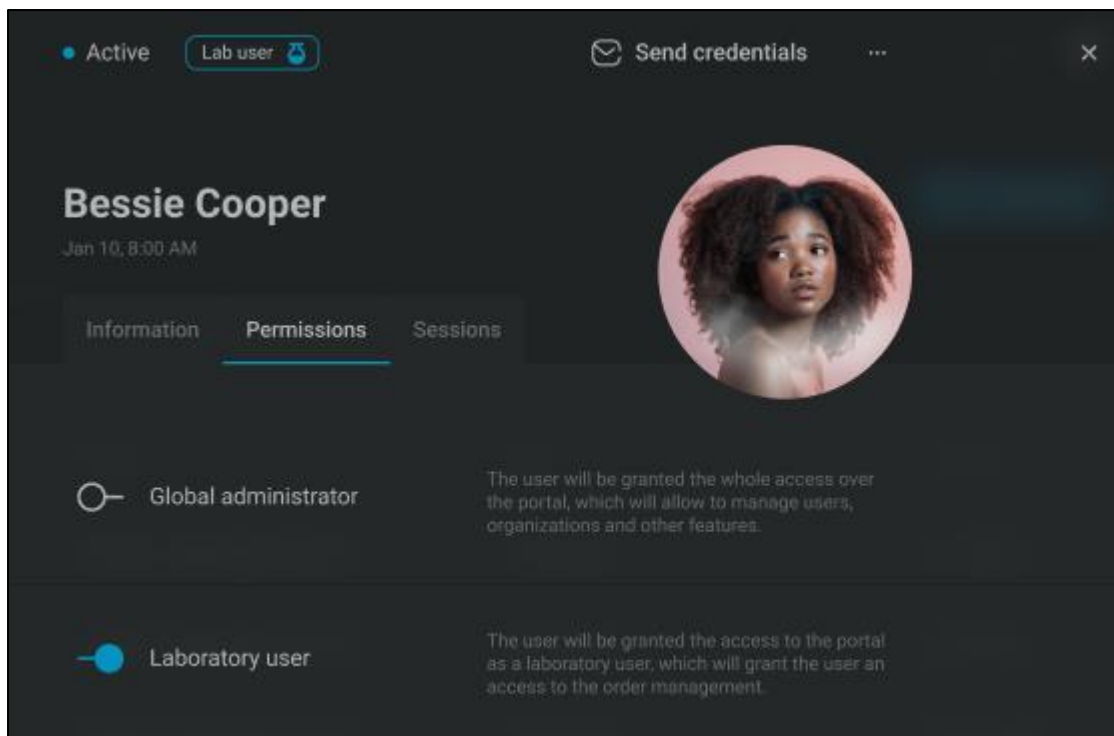 Active
Lab user
Send credentials
...
Bessie Cooper
Jan 10, 8:00 AM
Information
Permissions
Sessions
Global administrator
The user will be granted the whole access over
the portal, which will allow to manage users,
organizations and other features.
Laboratory user
The user will be granted the access to the portal
as a laboratory user, which will grant the user an
access to the order management.